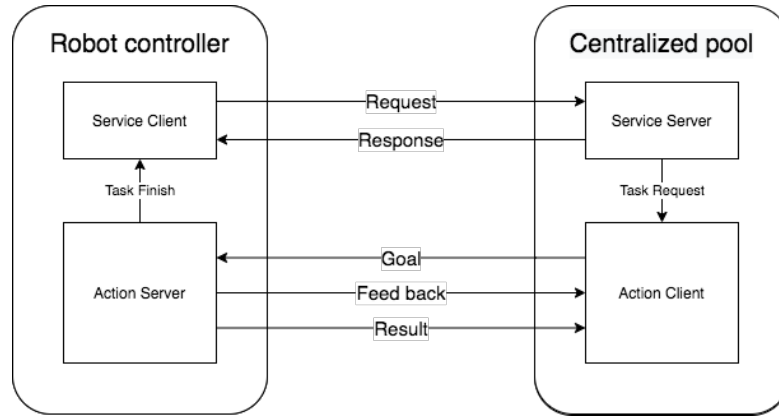 Robot controller
Centralized pool
Service Client
Request
Service Server
Response
Task Finish
Task Request
Goal
Action Server
Feed back
Action Client
Result